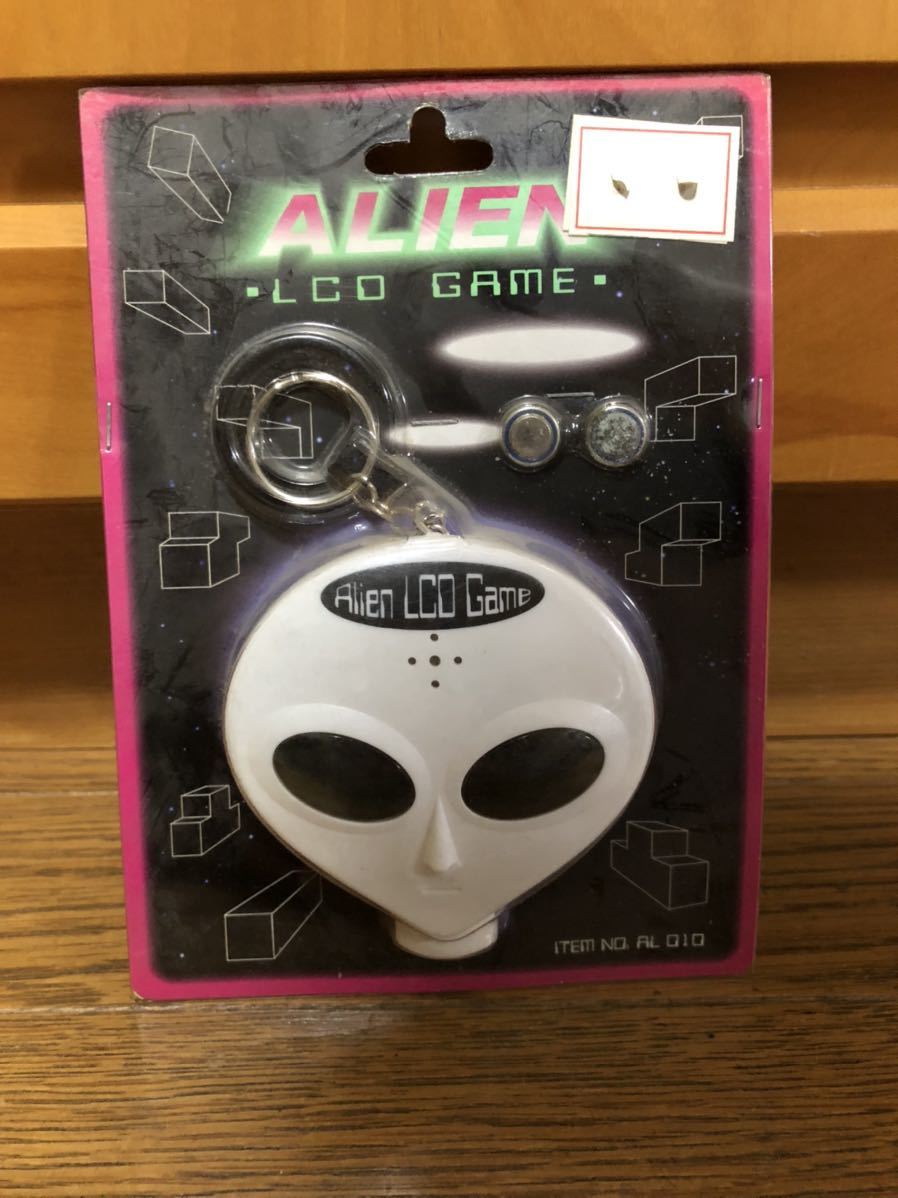 ALIEN
• LCD GAME •
Alien LCD Game
ITEM NO. AL 010